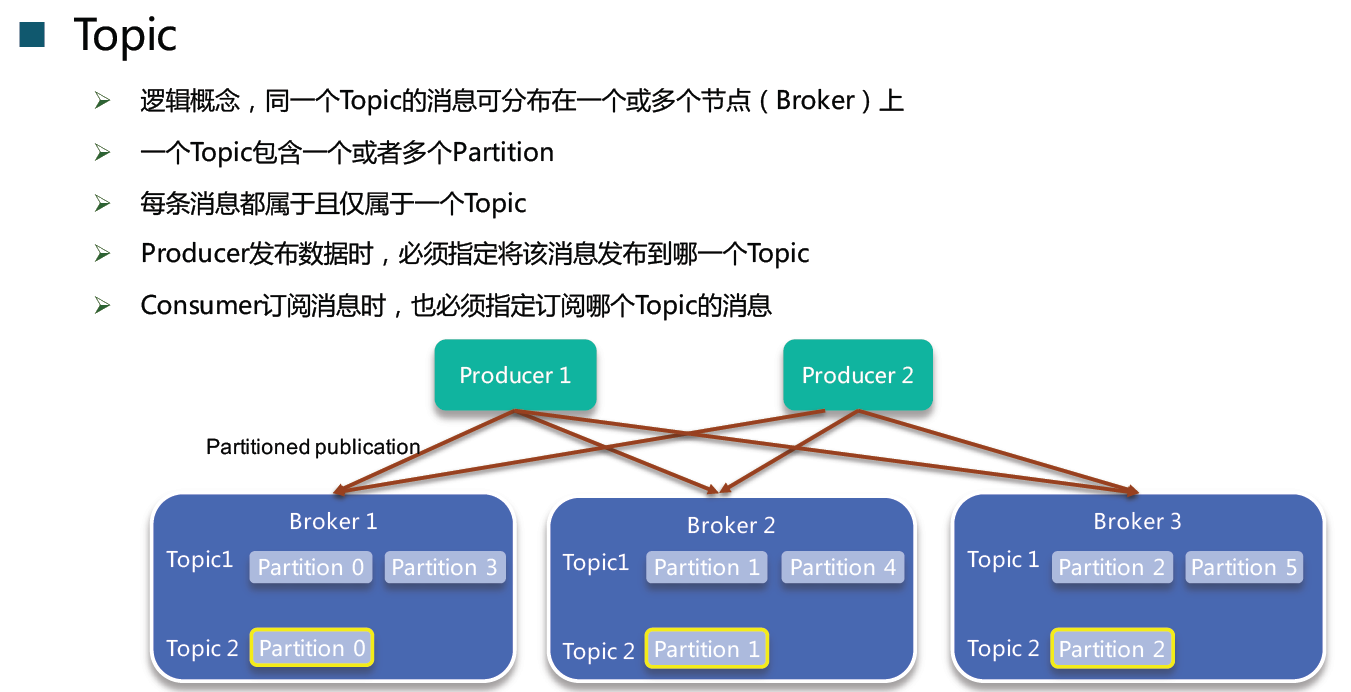 Topic
逻辑概念，同一个Topic的消息可分布在一个或多个节点（Broker）上
一个Topic包含一个或者多个Partition
每条消息都属于且仅属于一个Topic
Producer发布数据时，必须指定将该消息发布到哪一个Topic
Consumer订阅消息时，也必须指定订阅哪个Topic的消息
Producer 1
Producer 2
Partitioned publication
Broker 1
Topic1 Partition 0 Partition 3
Topic 2 Partition 0
Broker 2
Topic1 Partition 1 Partition 4
Topic 2 Partition 1
Broker 3
Topic 1 Partition 2 Partition 5
Topic 2 Partition 2